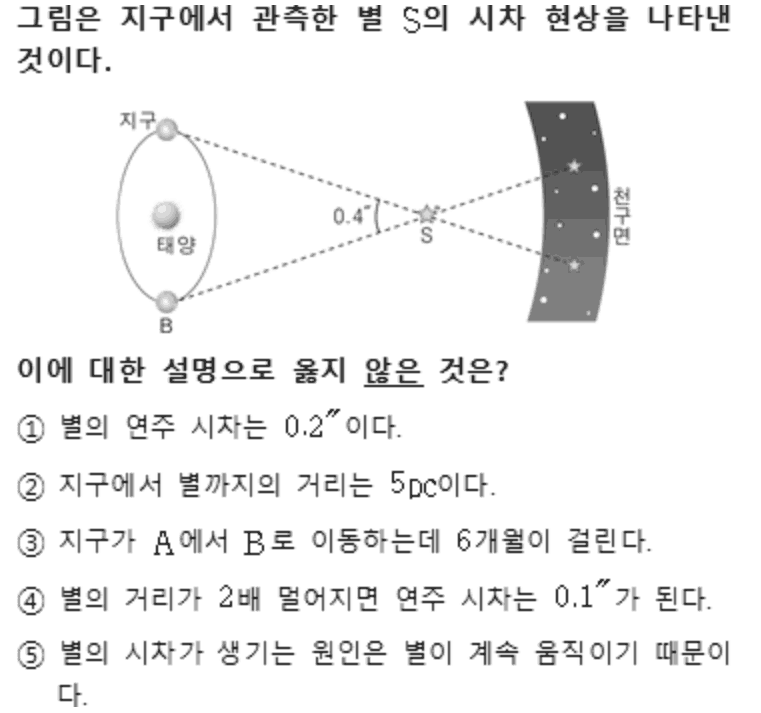 그림은 지구에서 관측한 별 S의 시차 현상을 나타낸
것이다.
지구
태양
B
0.4″
S
천구면
이에 대한 설명으로 옳지 않은 것은?
① 별의 연주 시차는 0.2″이다.
② 지구에서 별까지의 거리는 5pc이다.
③ 지구가 A에서 B로 이동하는데 6개월이 걸린다.
④ 별의 거리가 2배 멀어지면 연주 시차는 0.1″가 된다.
⑤ 별의 시차가 생기는 원인은 별이 계속 움직이기 때문이
다.